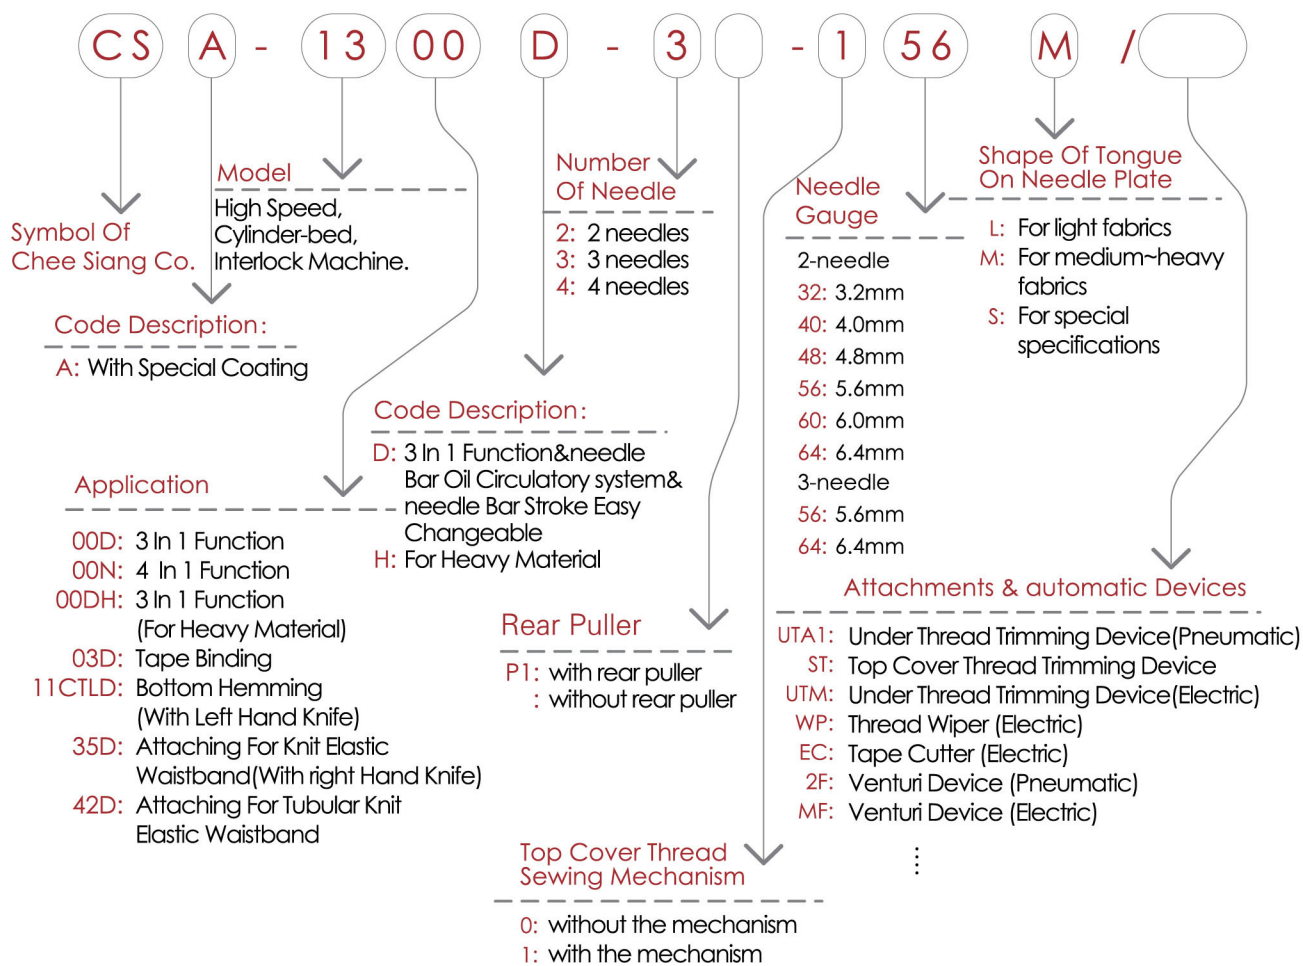 CSA-1300D-3 -156M/
Symbol Of
Chee Siang Co.
Code Description:
A: With Special Coating
Model
High Speed,
Cylinder-bed,
Interlock Machine.
Application
00D: 3 In 1 Function
00N: 4 In 1 Function
00DH: 3 In 1 Function
(For Heavy Material)
03D: Tape Binding
11CTLD: Bottom Hemming
(With Left Hand Knife)
35D: Attaching For Knit Elastic
Waistband(With right Hand Knife)
42D: Attaching For Tubular Knit
Elastic Waistband
Code Description:
D: 3 In 1 Function&needle
Bar Oil Circulatory system&
needle Bar Stroke Easy
Changeable
H: For Heavy Material
Number
Of Needle
2: 2 needles
3: 3 needles
4: 4 needles
Rear Puller
P1: with rear puller
: without rear puller
Top Cover Thread
Sewing Mechanism
0: without the mechanism
1: with the mechanism
Needle
Gauge
2-needle
32: 3.2mm
40: 4.0mm
48: 4.8mm
56: 5.6mm
60: 6.0mm
64: 6.4mm
3-needle
56: 5.6mm
64: 6.4mm
Shape Of Tongue
On Needle Plate
L: For light fabrics
M: For medium~heavy
fabrics
S: For special
specifications
Attachments & automatic Devices
UTA1: Under Thread Trimming Device(Pneumatic)
ST: Top Cover Thread Trimming Device
UTM: Under Thread Trimming Device(Electric)
WP: Thread Wiper (Electric)
EC: Tape Cutter (Electric)
2F: Venturi Device (Pneumatic)
MF: Venturi Device (Electric)